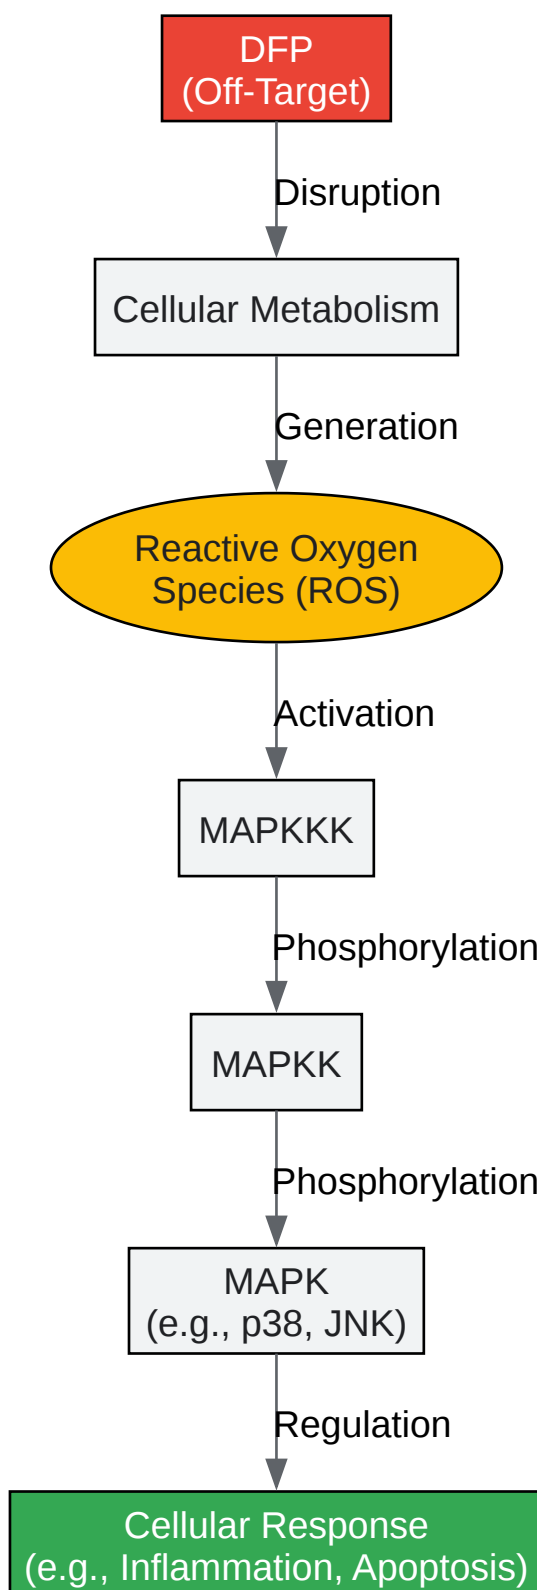 DFP
(Off-Target)
Disruption
Cellular Metabolism
Generation
Reactive Oxygen
Species (ROS)
Activation
MAPKKK
Phosphorylation
MAPKK
Phosphorylation
MAPK
(e.g., p38, JNK)
Regulation
Cellular Response
(e.g., Inflammation, Apoptosis)